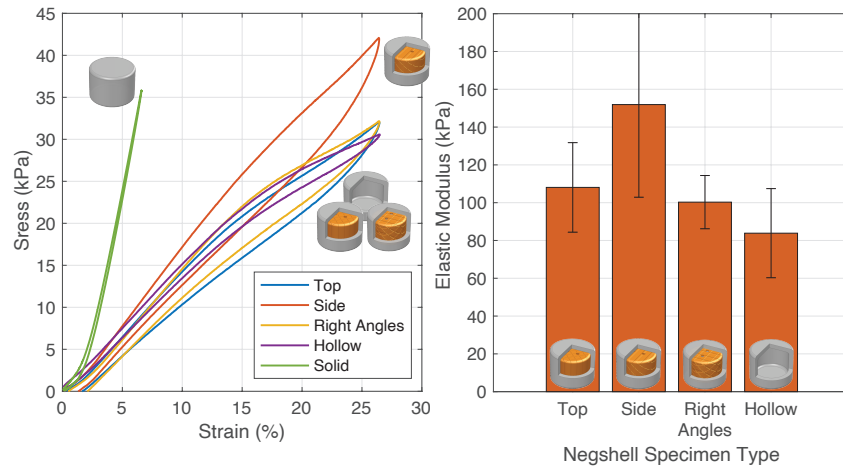 45
40
35
30
25
20
15
10
5
0
Sress (kPa)
0 5 10 15 20 25 30
Strain (%)
Top
Side
Right Angles
Hollow
Solid
200
180
160
140
120
100
80
60
40
20
0
Elastic Modulus (kPa)
Top Side Right Hollow
Angles
Negshell Specimen Type